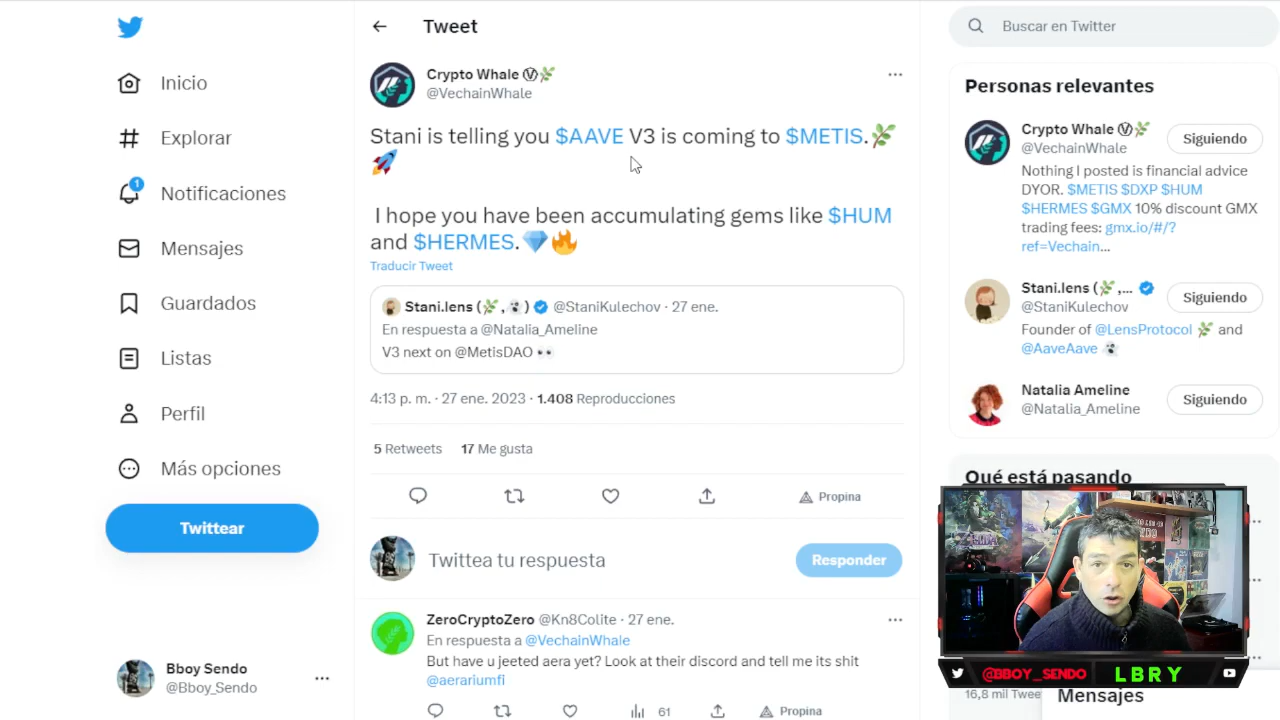 Tweet
Buscar en Twitter
Inicio
Explorar
1
Notificaciones
Mensajes
Guardados
Listas
Perfil
Más opciones
Twittear
Bboy Sendo
@Bboy_Sendo
Crypto Whale Ⓥ🌿
@VechainWhale
Stani is telling you $AAVE V3 is coming to $METIS.🌿
🚀
I hope you have been accumulating gems like $HUM
and $HERMES.💎🔥
Traducir Tweet
Stani.lens (🌿,👻) @StaniKulechov · 27 ene.
En respuesta a @Natalia_Ameline
V3 next on @MetisDAO 👀
4:13 p. m. · 27 ene. 2023 · 1.408 Reproducciones
5 Retweets 17 Me gusta
Propina
Twittea tu respuesta
Responder
ZeroCryptoZero @Kn8Colite · 27 ene.
En respuesta a @VechainWhale
But have u jeeted aera yet? Look at their discord and tell me its shit
@aerariumfi
61
Propina
Personas relevantes
Crypto Whale Ⓥ🌿
@VechainWhale
Siguiendo
Nothing I posted is financial advice
DYOR. $METIS $DXP $HUM
$HERMES $GMX 10% discount GMX
trading fees: gmx.io/#/?
ref=Vechain…
Stani.lens (🌿,…
@StaniKulechov
Siguiendo
Founder of @LensProtocol 🌿 and
@AaveAave 👻
Natalia Ameline
@Natalia_Ameline
Siguiendo
Qué está pasando
@BBOY_SENDO
LBRY
16,8 mil Twee
Mensajes